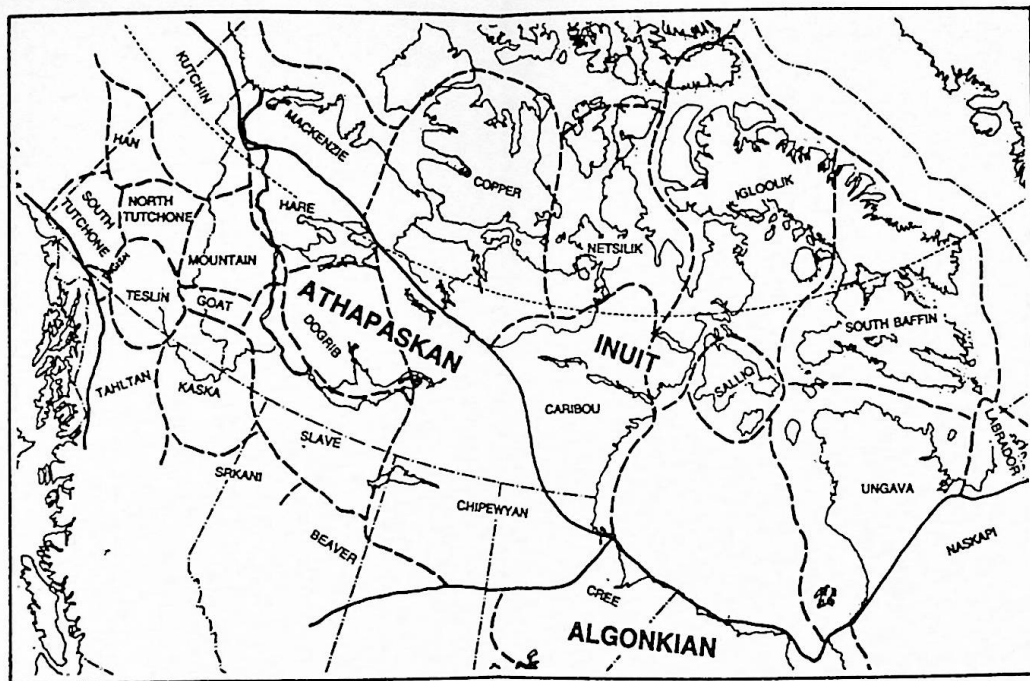 KUTCHIN
HAN
MACKENZIE
COPPER
IGLOOLIK
SOUTH
TUTCHONE
NORTH
TUTCHONE
HARE
NETSILIK
MOUNTAIN
TESLIN
GOAT
ATHAPASKAN
DOGRIB
INUIT
SOUTH BAFFIN
SALLIQ
TAHLTAN
KASKA
CARIBOU
LABRADOR
SLAVE
SRKANI
UNGAVA
CHIPEWYAN
BEAVER
NASKAPI
CREE
ALGONKIAN